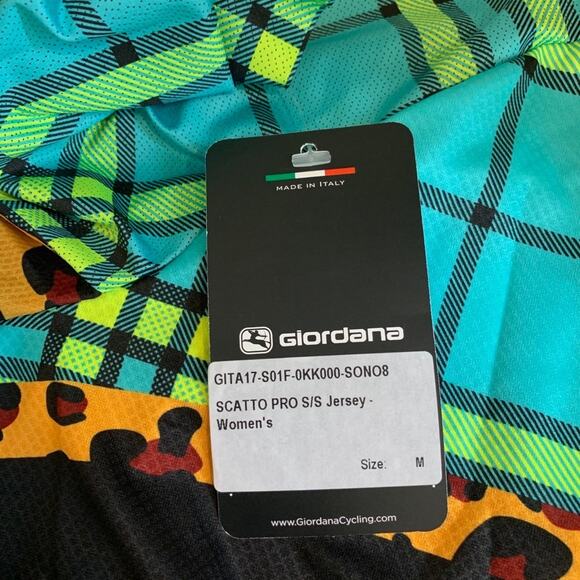 MADE IN ITALY
GIORDANA
GITA17-S01F-0KK000-SONO8
SCATTO PRO S/S Jersey -
Women's
Size: M
www.GiordanaCycling.com